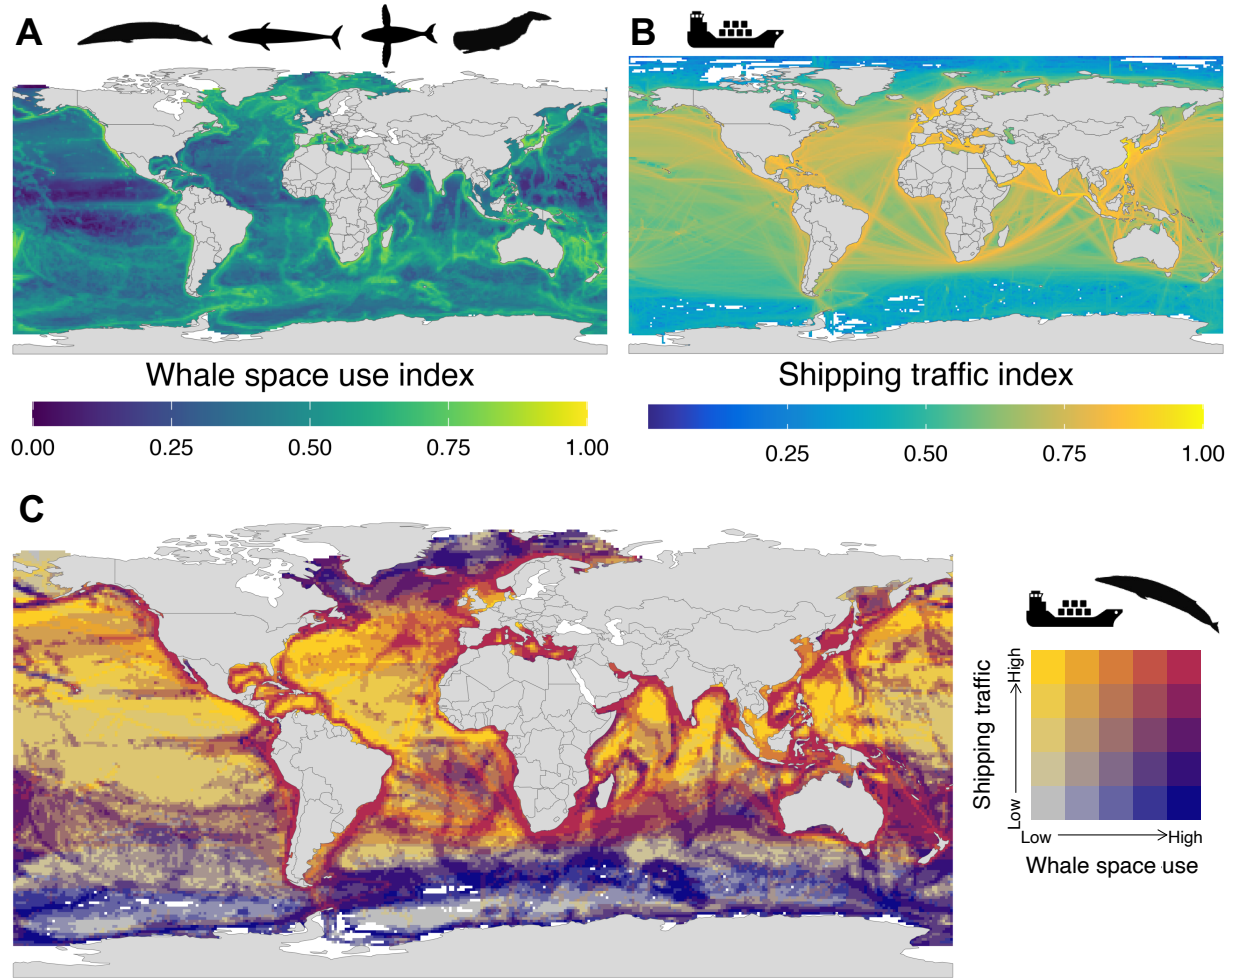 A
B
Whale space use index
0.00 0.25 0.50 0.75 1.00
Shipping traffic index
0.25 0.50 0.75 1.00
C
Shipping traffic
Low
High
Low
High
Whale space use